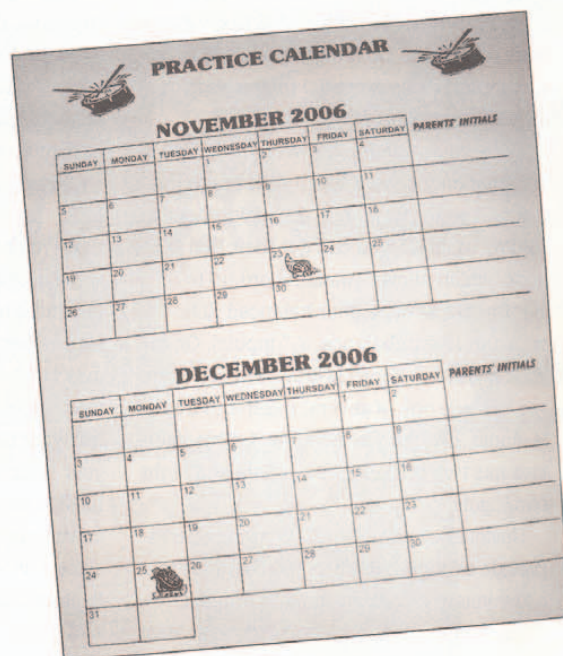 PRACTICE CALENDAR
NOVEMBER 2006
SUNDAY MONDAY TUESDAY WEDNESDAY THURSDAY FRIDAY SATURDAY PARENTS' INITIALS
1 2 3 4
5 6 7 8 9 10 11
12 13 14 15 16 17 18
19 20 21 22 23 24 25
26 27 28 29 30
DECEMBER 2006
SUNDAY MONDAY TUESDAY WEDNESDAY THURSDAY FRIDAY SATURDAY PARENTS' INITIALS
1 2
3 4 5 6 7 8 9
10 11 12 13 14 15 16
17 18 19 20 21 22 23
24 25 26 27 28 29 30
31